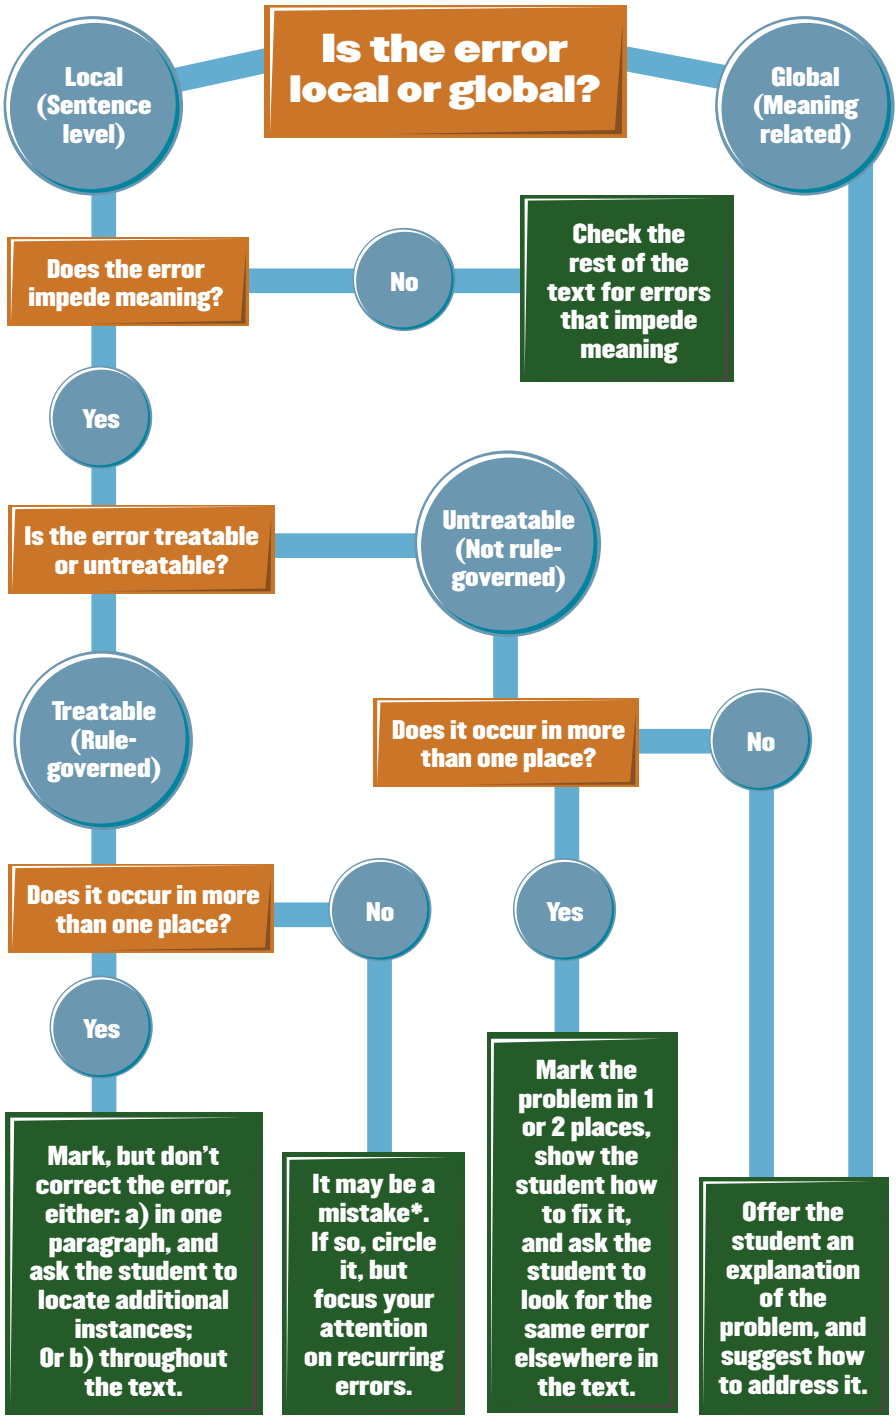 Is the error
local or global?
Local
(Sentence
level)
Global
(Meaning
related)
Does the error
impede meaning?
No
Check the
rest of the
text for errors
that impede
meaning
Yes
Is the error treatable
or untreatable?
Untreatable
(Not rule-
governed)
Treatable
(Rule-
governed)
Does it occur in more
than one place?
No
Does it occur in more
than one place?
No
Yes
Yes
Mark, but don't
correct the error,
either: a) in one
paragraph, and
ask the student to
locate additional
instances;
Or b) throughout
the text.
It may be a
mistake*.
If so, circle
it, but
focus your
attention
on recurring
errors.
Mark the
problem in 1
or 2 places,
show the
student how
to fix it,
and ask the
student to
look for the
same error
elsewhere in
the text.
Offer the
student an
explanation
of the
problem, and
suggest how
to address it.